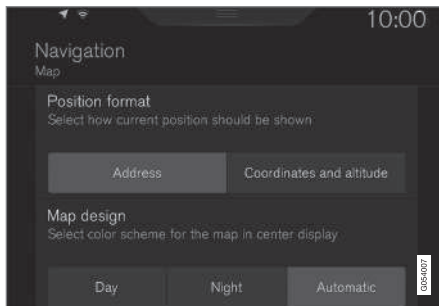 10:00
Navigation
Map
Position format
Select how current position should be shown
Address
Coordinates and altitude
Map design
Select color scheme for the map in center display
Day
Night
Automatic
G054007